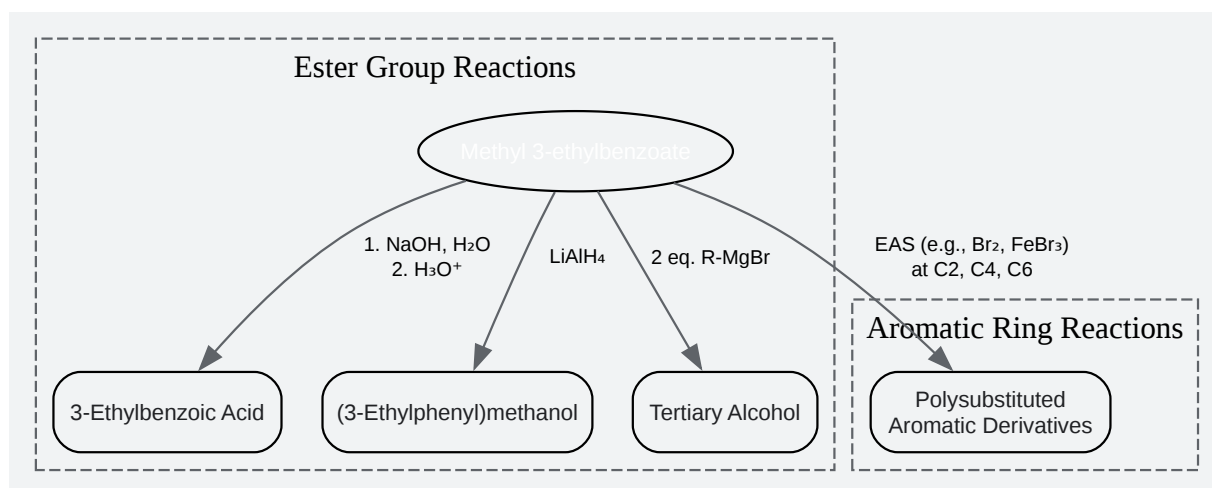 Ester Group Reactions
Methyl 3-ethylbenzoate
1. NaOH, H₂O
2. H₃O⁺
LiAlH₄
2 eq. R-MgBr
EAS (e.g., Br₂, FeBr₃)
at C2, C4, C6
Aromatic Ring Reactions
3-Ethylbenzoic Acid
(3-Ethylphenyl)methanol
Tertiary Alcohol
Polysubstituted
Aromatic Derivatives